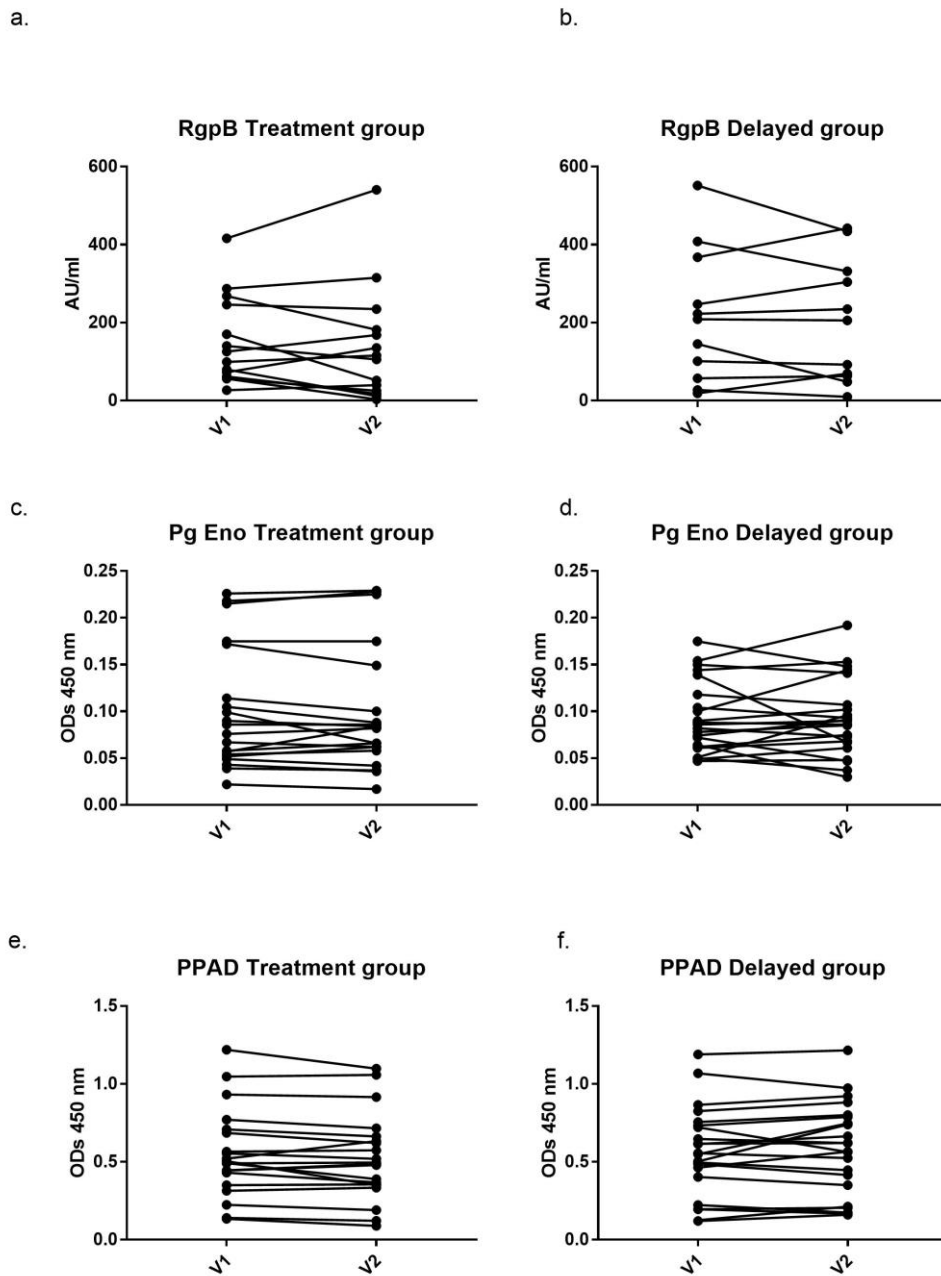 a.
b.
RgpB Treatment group
RgpB Delayed group
600
400
200
0
AU/ml
V1
V2
600
400
200
0
AU/ml
V1
V2
c.
d.
Pg Eno Treatment group
Pg Eno Delayed group
0.25
0.20
0.15
0.10
0.05
0.00
ODs 450 nm
V1
V2
0.25
0.20
0.15
0.10
0.05
0.00
ODs 450 nm
V1
V2
e.
f.
PPAD Treatment group
PPAD Delayed group
1.5
1.0
0.5
0.0
ODs 450 nm
V1
V2
1.5
1.0
0.5
0.0
ODs 450 nm
V1
V2